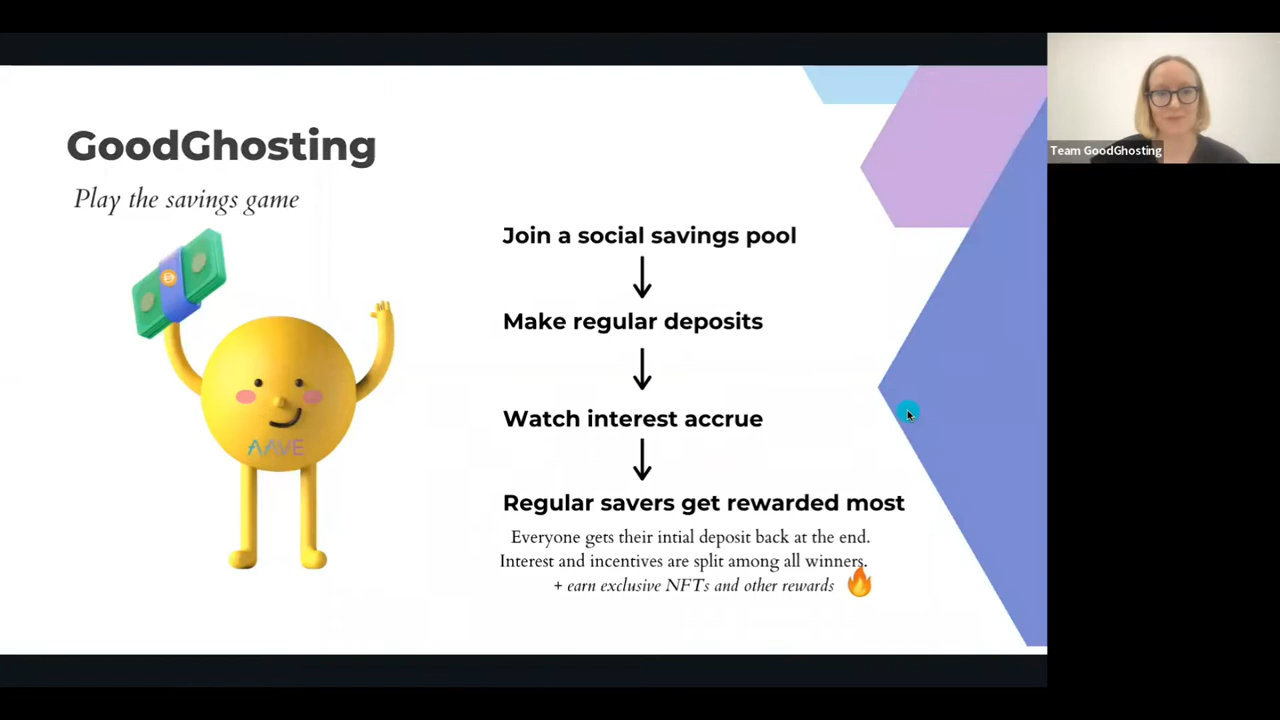 GoodGhosting
Play the savings game
Join a social savings pool
Make regular deposits
Watch interest accrue
Regular savers get rewarded most
Everyone gets their intial deposit back at the end.
Interest and incentives are split among all winners.
+ earn exclusive NFTs and other rewards
AAVE
Team GoodGhosting